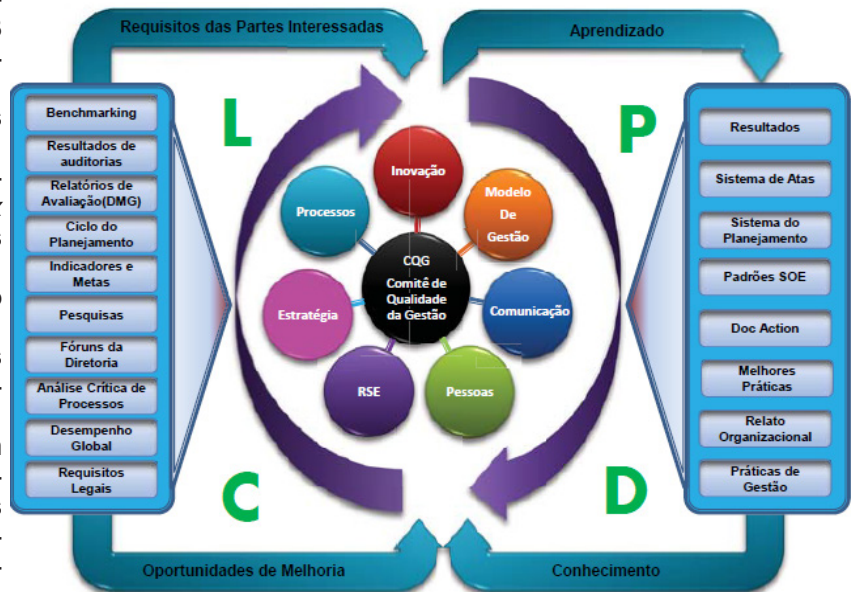 Requisitos das Partes Interessadas
Aprendizado
L
P
Benchmarking
Resultados de
auditorias
Relatórios de
Avaliação(DMG)
Ciclo do
Planejamento
Indicadores e
Metas
Pesquisas
Fóruns da
Diretoria
Análise Crítica de
Processos
Desempenho
Global
Requisitos
Legais
Inovação
Modelo
De
Gestão
Processos
CQG
Comitê de
Qualidade
da Gestão
Estratégia
Comunicação
RSE
Pessoas
Resultados
Sistema de Atas
Sistema do
Planejamento
Padrões SOE
Doc Action
Melhores
Práticas
Relato
Organizacional
Práticas de
Gestão
C
D
Oportunidades de Melhoria
Conhecimento